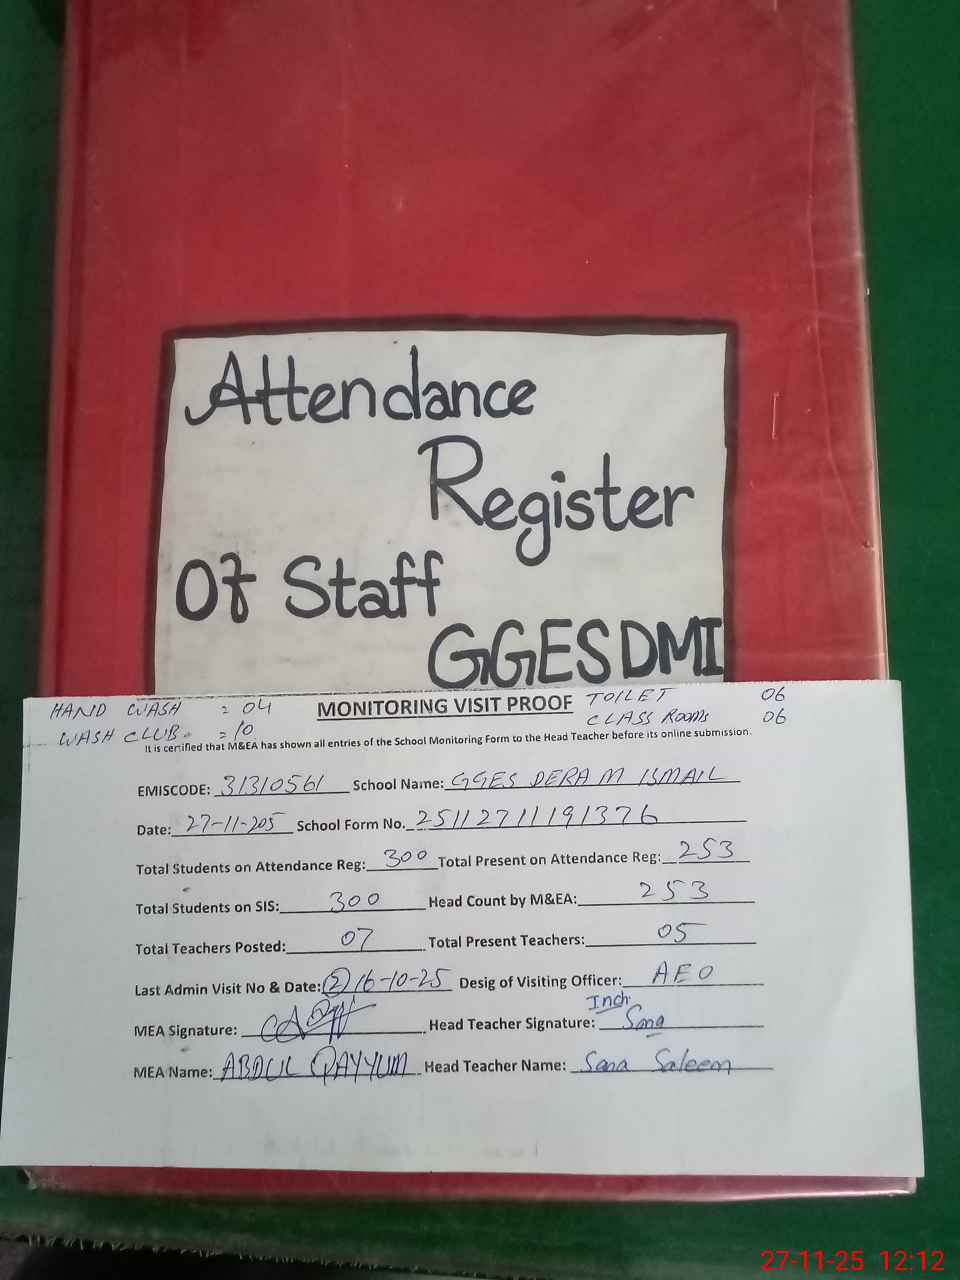 Attendance
Register
Of Staff
GGES DMI
HAND WASH = 04
WASH CLUB. = 10
MONITORING VISIT PROOF
TOILET 06
CLASS ROOMS 06
It is certified that M&EA has shown all entries of the School Monitoring Form to the Head Teacher before its online submission.
EMISCODE: 31310561 School Name: GGES DERA M ISMAIL
Date: 27-11-205 School Form No. 25112711191376
Total Students on Attendance Reg: 300 Total Present on Attendance Reg: 253
Total Students on SIS: 300 Head Count by M&EA: 253
Total Teachers Posted: 07 Total Present Teachers: 05
Last Admin Visit No & Date: (2) 16-10-25 Desig of Visiting Officer: AEO
MEA Signature: Head Teacher Signature: Inch Sana
MEA Name: ABDUL QAYYUM Head Teacher Name: Sana Saleem
27-11-25 12:12